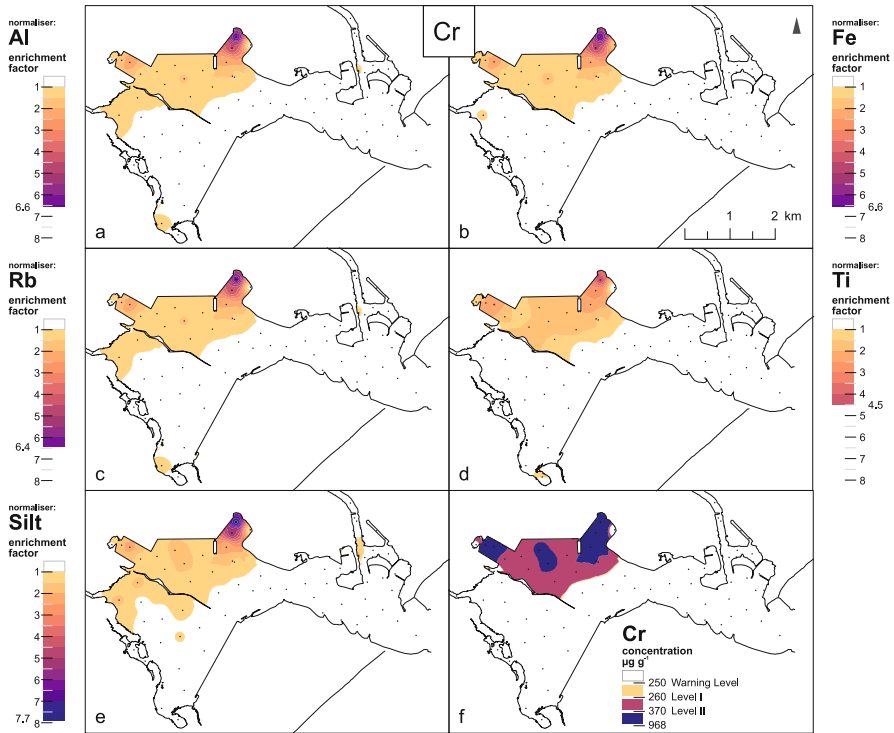 normaliser:
Al
enrichment
factor
1
2
3
4
5
6
6.6
7
8
Cr
a
b
1 2 km
normaliser:
Fe
enrichment
factor
1
2
3
4
5
6
6.6
7
8
normaliser:
Rb
enrichment
factor
1
2
3
4
5
6
6.4
7
8
c
d
normaliser:
Ti
enrichment
factor
1
2
3
4
4.5
5
6
7
8
normaliser:
Silt
enrichment
factor
1
2
3
4
5
6
7
7.7
8
e
f
Cr
concentration
µg g⁻¹
250 Warning Level
260 Level I
370 Level II
968